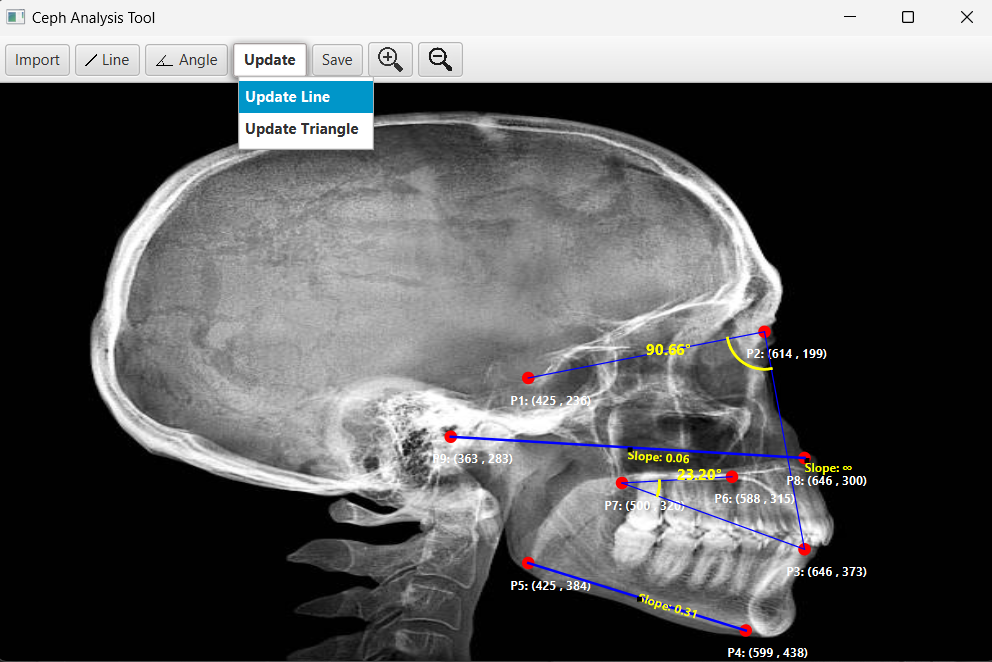 Ceph Analysis Tool
Import
Line
Angle
Update
Save
Update Line
Update Triangle
90.66°
P2: (614 , 199)
P1: (425 , 236)
P9: (363 , 283)
Slope: 0.06
Slope: ∞
23.20°
P8: (646 , 300)
P6: (588 , 315)
P7: (500 , 320)
P3: (646 , 373)
P5: (425 , 384)
Slope: 0.31
P4: (599 , 438)